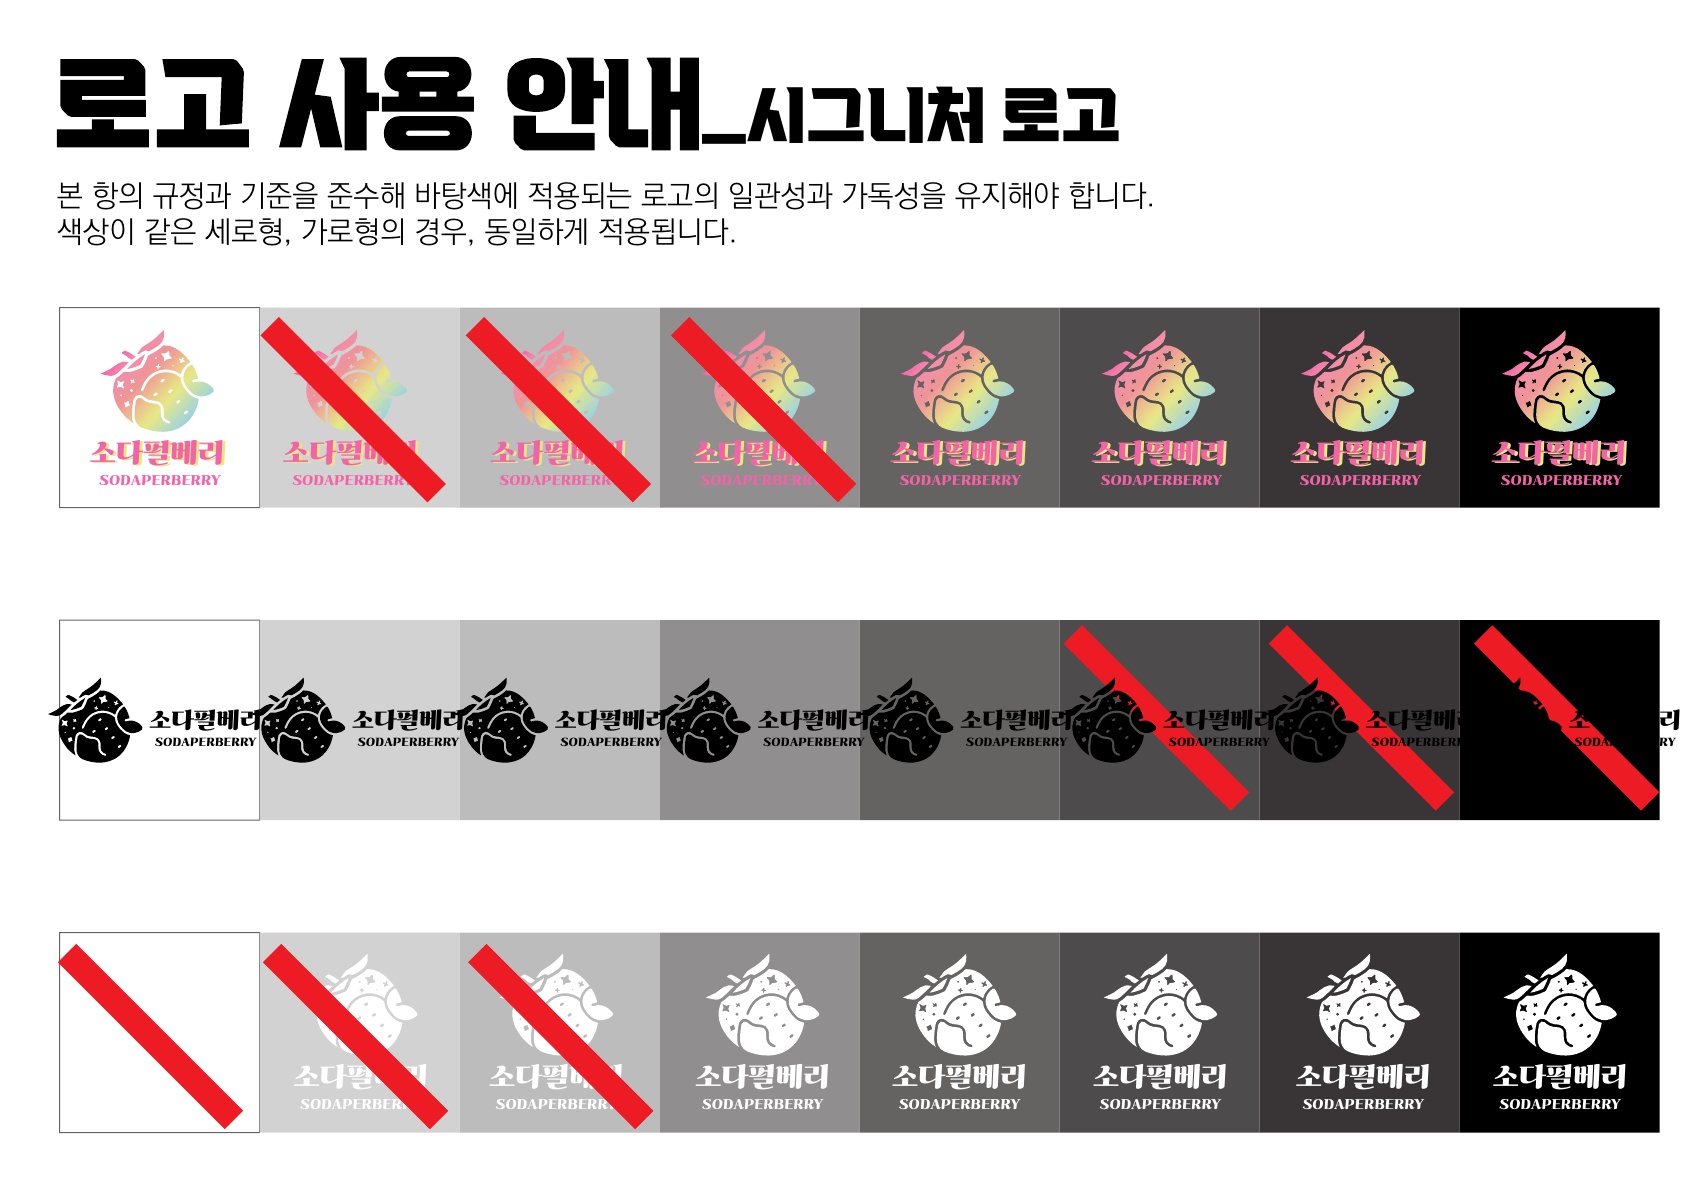 로고 사용 안내_시그니처 로고
본 항의 규정과 기준을 준수해 바탕색에 적용되는 로고의 일관성과 가독성을 유지해야 합니다.
색상이 같은 세로형, 가로형의 경우, 동일하게 적용됩니다.
소다펄베리 소다펄베리 소다펄베리 소다펄베리 소다펄베리 소다펄베리 소다펄베리 소다펄베리
SODAPERBERRY SODAPERBERRY SODAPERBERRY SODAPERBERRY SODAPERBERRY SODAPERBERRY SODAPERBERRY SODAPERBERRY
소다펄베리 소다펄베리 소다펄베리 소다펄베리 소다펄베리 소다펄베리 소다펄베리 소다펄베리
SODAPERBERRY SODAPERBERRY SODAPERBERRY SODAPERBERRY SODAPERBERRY SODAPERBERRY SODAPERBERRY
소다펄베리 소다펄베리 소다펄베리 소다펄베리 소다펄베리 소다펄베리 소다펄베리
SODAPERBERRY SODAPERBERRY SODAPERBERRY SODAPERBERRY SODAPERBERRY SODAPERBERRY SODAPERBERRY